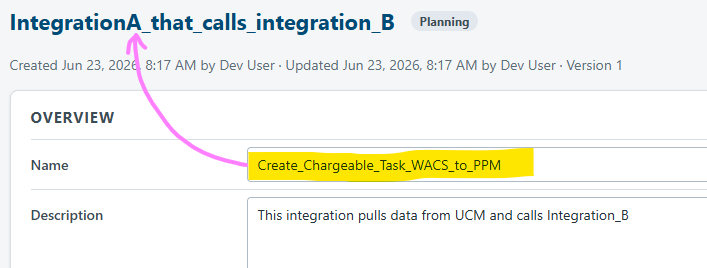 IntegrationA_that_calls_integration_B Planning
Created Jun 23, 2026, 8:17 AM by Dev User · Updated Jun 23, 2026, 8:17 AM by Dev User · Version 1
OVERVIEW
Name Create_Chargeable_Task_WACS_to_PPM
Description This integration pulls data from UCM and calls Integration_B